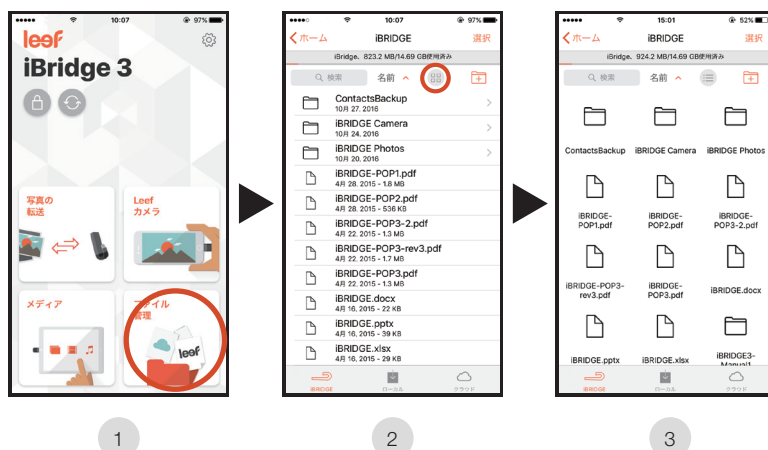 10:07
97%
leef
iBridge 3
写真の
転送
Leef
カメラ
メディア
ファイル
管理
leef
1
10:07
97%
ホーム
iBRIDGE
選択
iBridge、823.2 MB/14.69 GB使用済み
検索
名前
ContactsBackup
10月 27, 2016
iBRIDGE Camera
10月 24, 2016
iBRIDGE Photos
10月 20, 2016
iBRIDGE-POP1.pdf
4月 28, 2015 - 1.8 MB
iBRIDGE-POP2.pdf
4月 28, 2015 - 536 KB
iBRIDGE-POP3-2.pdf
4月 22, 2015 - 1.3 MB
iBRIDGE-POP3-rev3.pdf
4月 22, 2015 - 1.7 MB
iBRIDGE-POP3.pdf
4月 22, 2015 - 1.3 MB
iBRIDGE.docx
4月 16, 2015 - 22 KB
iBRIDGE.pptx
4月 16, 2015 - 39 KB
iBRIDGE.xlsx
4月 16, 2015 - 29 KB
iBRIDGE
ローカル
クラウド
2
15:01
52%
ホーム
iBRIDGE
選択
iBridge、924.2 MB/14.69 GB使用済み
検索
名前
ContactsBackup
iBRIDGE Camera
iBRIDGE Photos
iBRIDGE-
POP1.pdf
iBRIDGE-
POP2.pdf
iBRIDGE-
POP3-2.pdf
iBRIDGE-POP3-
rev3.pdf
iBRIDGE-
POP3.pdf
iBRIDGE.docx
iBRIDGE.pptx
iBRIDGE.xlsx
iBRIDGE3-
Manual1
iBRIDGE
ローカル
クラウド
3